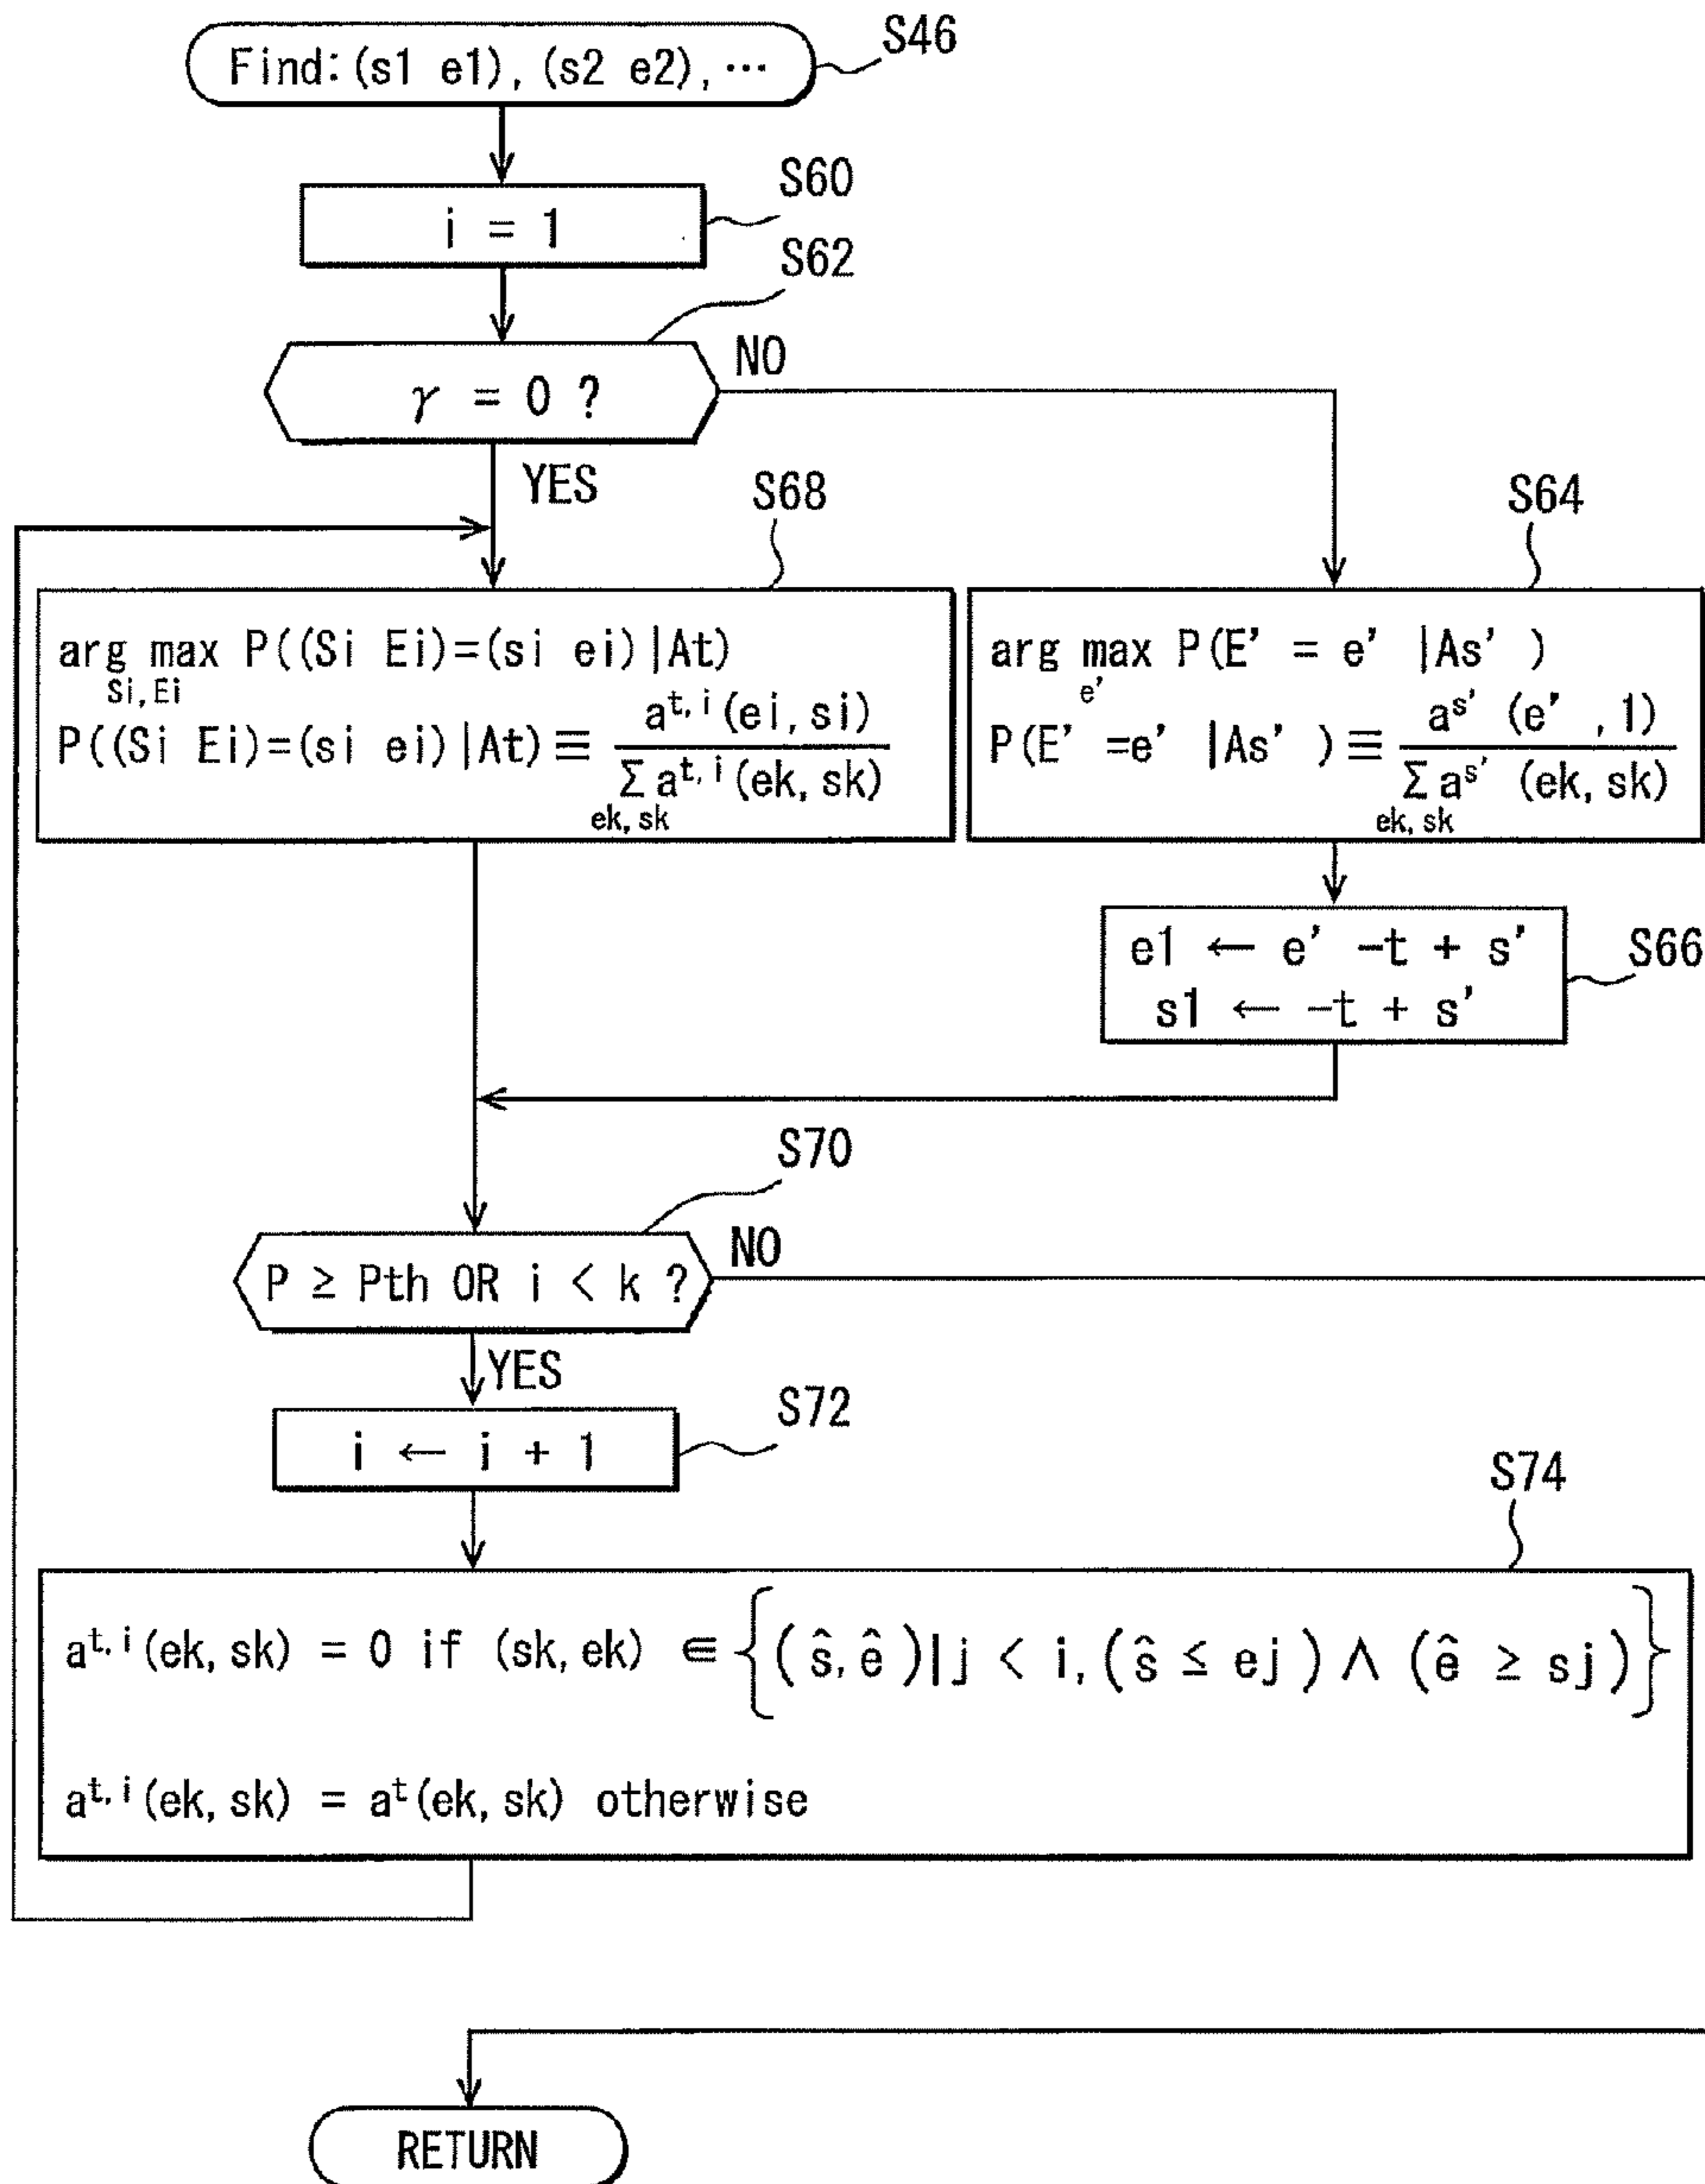 Find:(s1 e1), (s2 e2), ⋯
S46
i = 1
S60
S62
γ = 0 ?
NO
YES
S68
S64
arg max P((Si Ei)=(si ei)|At)
Si, Ei
P((Si Ei)=(si ei)|At) ≡ a^{t, i}(ei, si) / Σ a^{t, i}(ek, sk)
ek, sk
arg max P(E' = e' |As' )
e'
P(E' =e' |As' ) ≡ a^{s'} (e' , 1) / Σ a^{s'} (ek, sk)
ek, sk
e1 ← e' -t + s'
s1 ← -t + s'
S66
S70
P ≥ Pth OR i < k ?
NO
YES
i ← i + 1
S72
S74
a^{t, i}(ek, sk) = 0 if (sk, ek) ∈ {(ŝ, ê)|j < i, (ŝ ≤ ej) ∧ (ê ≥ sj)}
a^{t, i}(ek, sk) = a^t(ek, sk) otherwise
RETURN